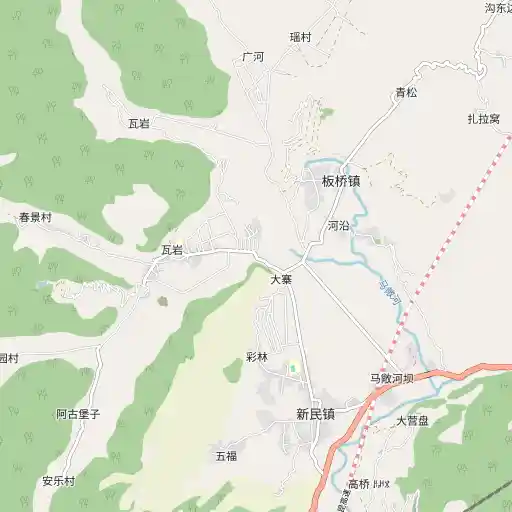 沟东达
瑶村
广河
青松
瓦岩
扎拉窝
板桥镇
春景村
河沿
瓦岩
大寨
马敞河
彩林
园村
马敞河坝
阿古堡子
新民镇
大营盘
五福
安乐村
高桥